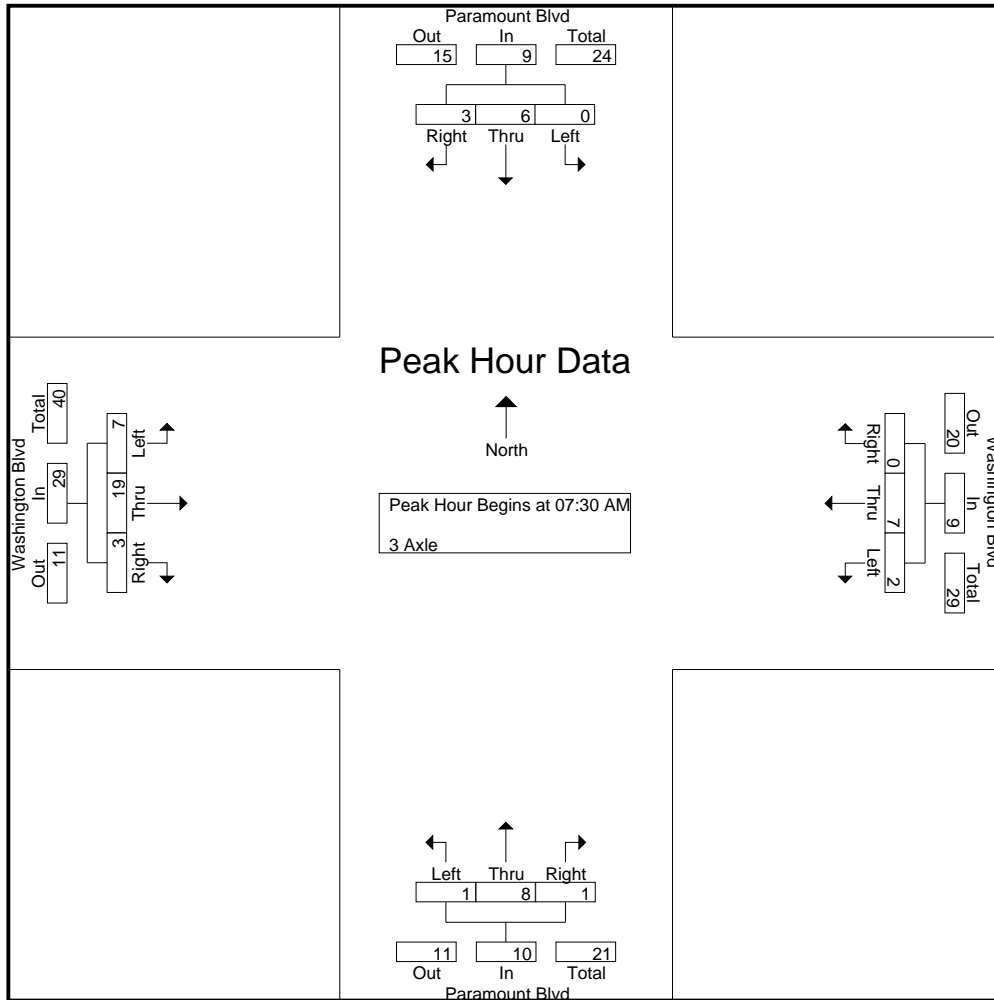 Paramount Blvd
Out In Total
15 9 24
3 6 0
Right Thru Left
Peak Hour Data
North
Peak Hour Begins at 07:30 AM
3 Axle
Washington Blvd
Total In Out
40 29 11
7 19 3
Left Thru Right
Washington Blvd
Out In Total
20 9 29
0 7 2
Right Thru Left
Left Thru Right
1 8 1
11 10 21
Out In Total
Paramount Blvd